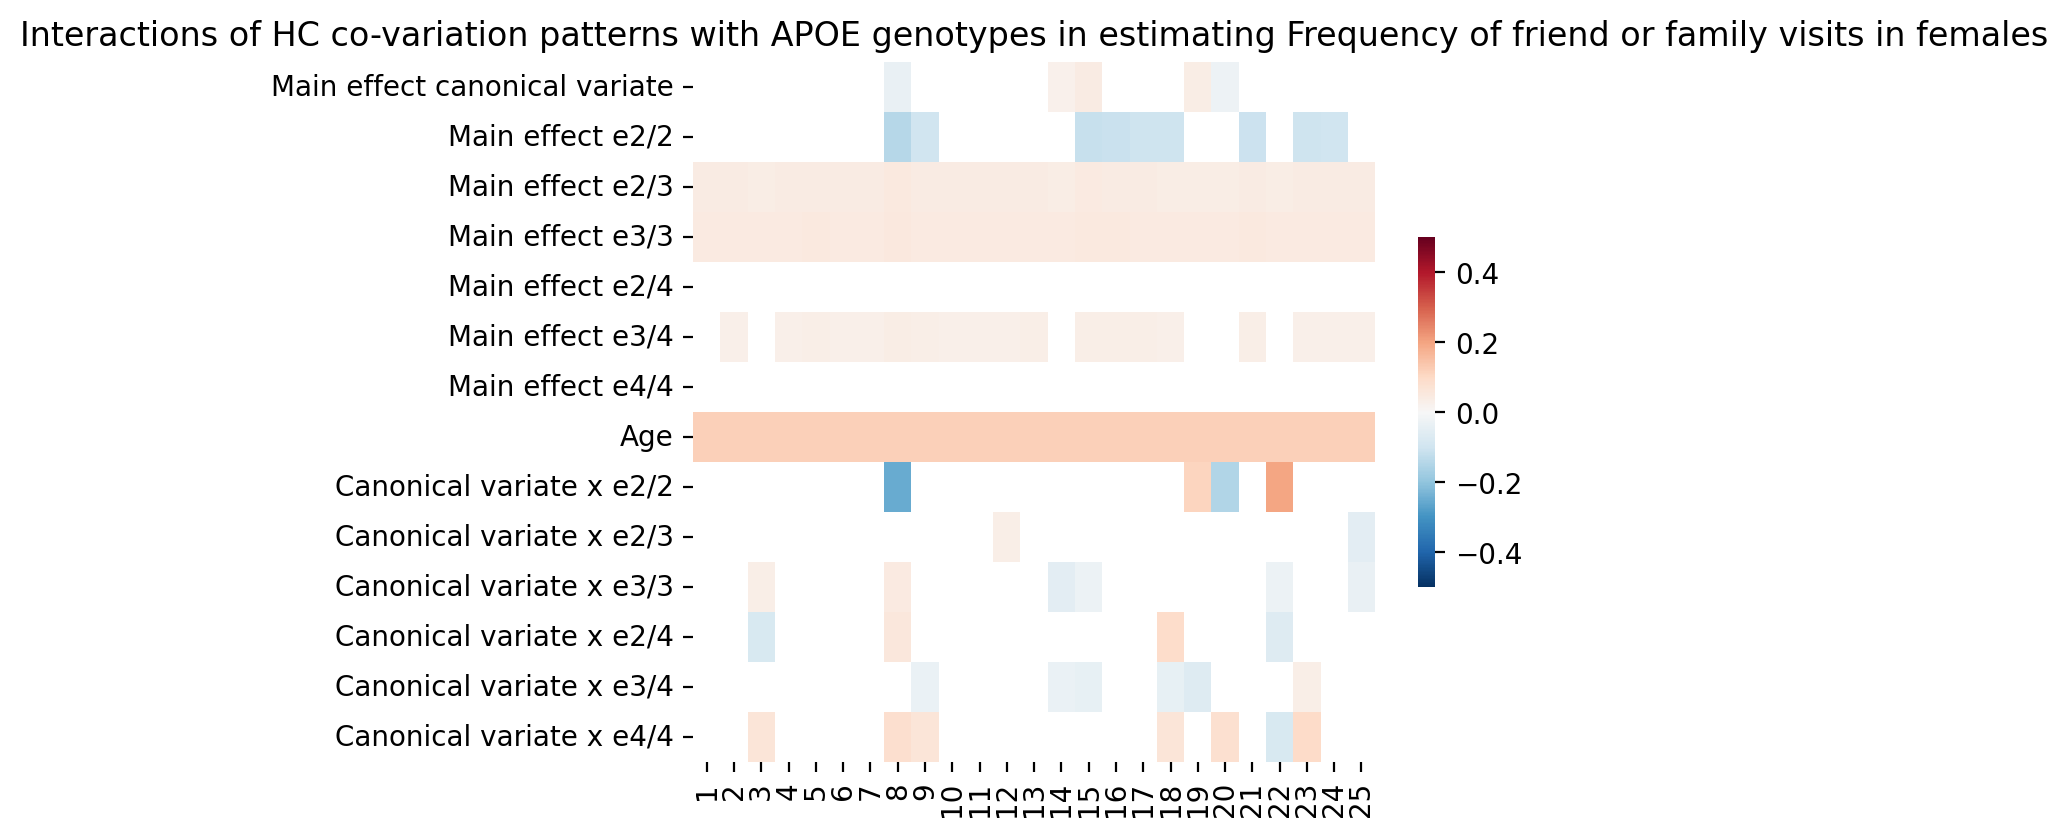 Interactions of HC co-variation patterns with APOE genotypes in estimating Frequency of friend or family visits in females
Main effect canonical variate
Main effect e2/2
Main effect e2/3
Main effect e3/3
Main effect e2/4
Main effect e3/4
Main effect e4/4
Age
Canonical variate x e2/2
Canonical variate x e2/3
Canonical variate x e3/3
Canonical variate x e2/4
Canonical variate x e3/4
Canonical variate x e4/4
1 2 3 4 5 6 7 8 9 10 11 12 13 14 15 16 17 18 19 20 21 22 23 24 25
0.4
0.2
0.0
−0.2
−0.4